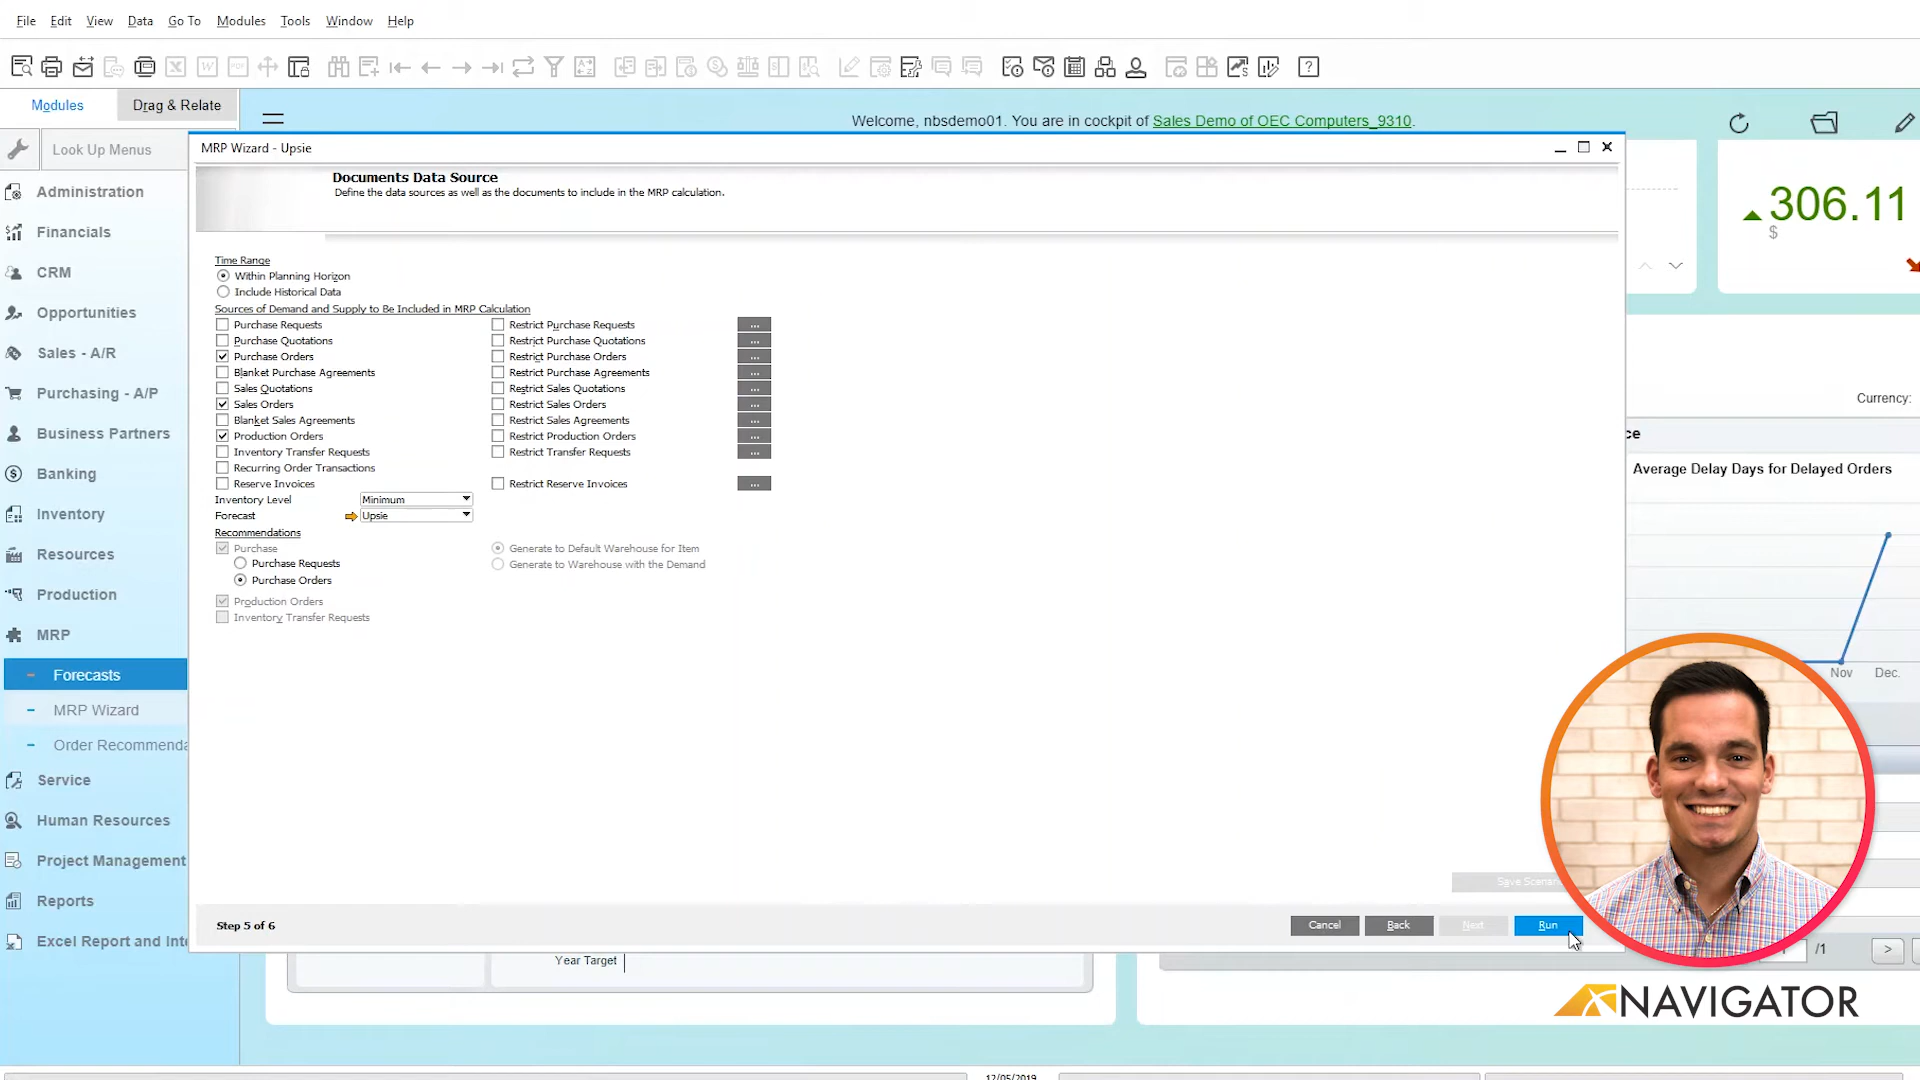 File Edit View Data Go To Modules Tools Window Help
Modules
Drag & Relate
Welcome, nbsdemo01. You are in cockpit of Sales Demo of OEC Computers_9310.
Look Up Menus
Administration
Financials
CRM
Opportunities
Sales - A/R
Purchasing - A/P
Business Partners
Banking
Inventory
Resources
Production
MRP
Forecasts
MRP Wizard
Order Recommenda
Service
Human Resources
Project Management
Reports
Excel Report and Inte
MRP Wizard - Upsie
Documents Data Source
Define the data sources as well as the documents to include in the MRP calculation.
Time Range
Within Planning Horizon
Include Historical Data
Sources of Demand and Supply to Be Included in MRP Calculation
Purchase Requests Restrict Purchase Requests ...
Purchase Quotations Restrict Purchase Quotations ...
Purchase Orders Restrict Purchase Orders ...
Blanket Purchase Agreements Restrict Purchase Agreements ...
Sales Quotations Restrict Sales Quotations ...
Sales Orders Restrict Sales Orders ...
Blanket Sales Agreements Restrict Sales Agreements ...
Production Orders Restrict Production Orders ...
Inventory Transfer Requests Restrict Transfer Requests ...
Recurring Order Transactions
Reserve Invoices Restrict Reserve Invoices ...
Inventory Level Minimum
Forecast Upsie
Recommendations
Purchase Generate to Default Warehouse for Item
Purchase Requests Generate to Warehouse with the Demand
Purchase Orders
Production Orders
Inventory Transfer Requests
Save Scenario
Step 5 of 6
Cancel Back Next Run
Year Target
306.11
$
Currency:
ce
Average Delay Days for Delayed Orders
Nov Dec.
/1 >
NAVIGATOR
12/05/2019